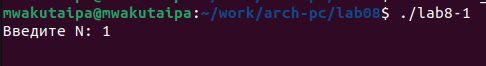 mwakutaipa@mwakutaipa:~/work/arch-pc/lab08$ ./lab8-1
Введите N: 1